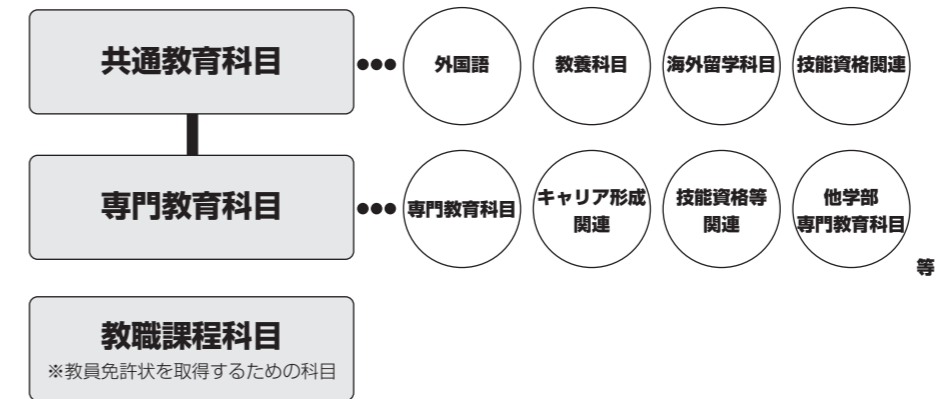 共通教育科目
●●●
外国語
教養科目
海外留学科目
技能資格関連
専門教育科目
●●●
専門教育科目
キャリア形成
関連
技能資格等
関連
他学部
専門教育科目
等
教職課程科目
※教員免許状を取得するための科目